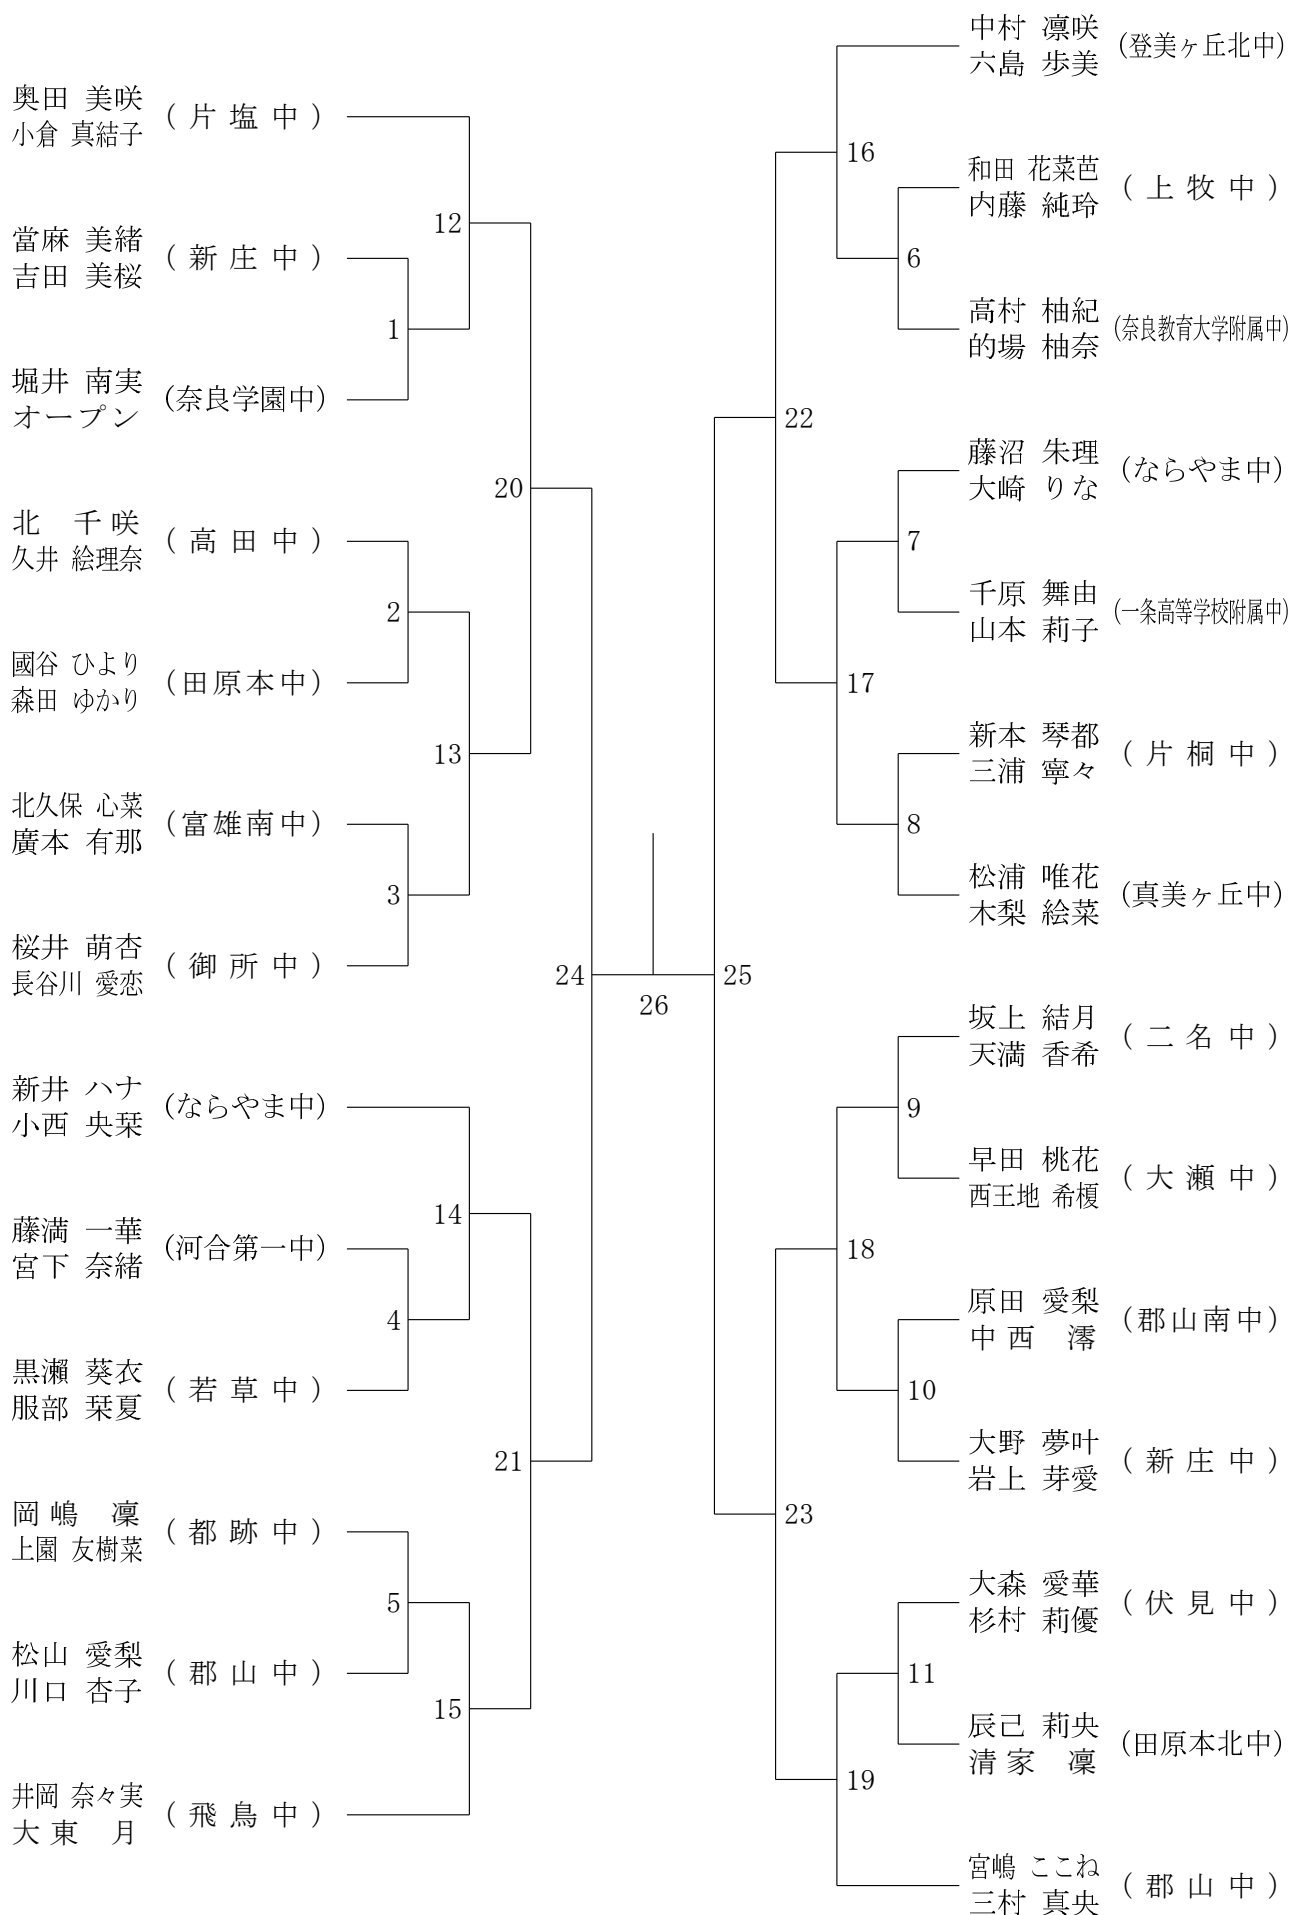 奥田 美咲
小倉 真結子
( 片 塩 中 )
當麻 美緒
吉田 美桜
( 新 庄 中 )
堀井 南実
オープン
(奈良学園中)
北 千咲
久井 絵理奈
( 高 田 中 )
國谷 ひより
森田 ゆかり
(田原本中)
北久保 心菜
廣本 有那
(富雄南中)
桜井 萌杏
長谷川 愛恋
( 御 所 中 )
新井 ハナ
小西 央栞
(ならやま中)
藤満 一華
宮下 奈緒
(河合第一中)
黒瀬 葵衣
服部 栞夏
( 若 草 中 )
岡嶋 凜
上園 友樹菜
( 都 跡 中 )
松山 愛梨
川口 杏子
( 郡 山 中 )
井岡 奈々実
大東 月
( 飛 鳥 中 )
12
1
20
2
13
3
24
14
4
21
5
15
26
25
22
16
6
7
17
8
9
18
10
23
11
19
中村 凛咲
六島 歩美
(登美ヶ丘北中)
和田 花菜芭
内藤 純玲
( 上 牧 中 )
高村 柚紀
的場 柚奈
(奈良教育大学附属中)
藤沼 朱理
大崎 りな
(ならやま中)
千原 舞由
山本 莉子
(一条高等学校附属中)
新本 琴都
三浦 寧々
( 片 桐 中 )
松浦 唯花
木梨 絵菜
(真美ヶ丘中)
坂上 結月
天満 香希
( 二 名 中 )
早田 桃花
西王地 希榎
( 大 瀬 中 )
原田 愛梨
中西 澪
(郡山南中)
大野 夢叶
岩上 芽愛
( 新 庄 中 )
大森 愛華
杉村 莉優
( 伏 見 中 )
辰己 莉央
清家 凜
(田原本北中)
宮嶋 ここね
三村 真央
( 郡 山 中 )